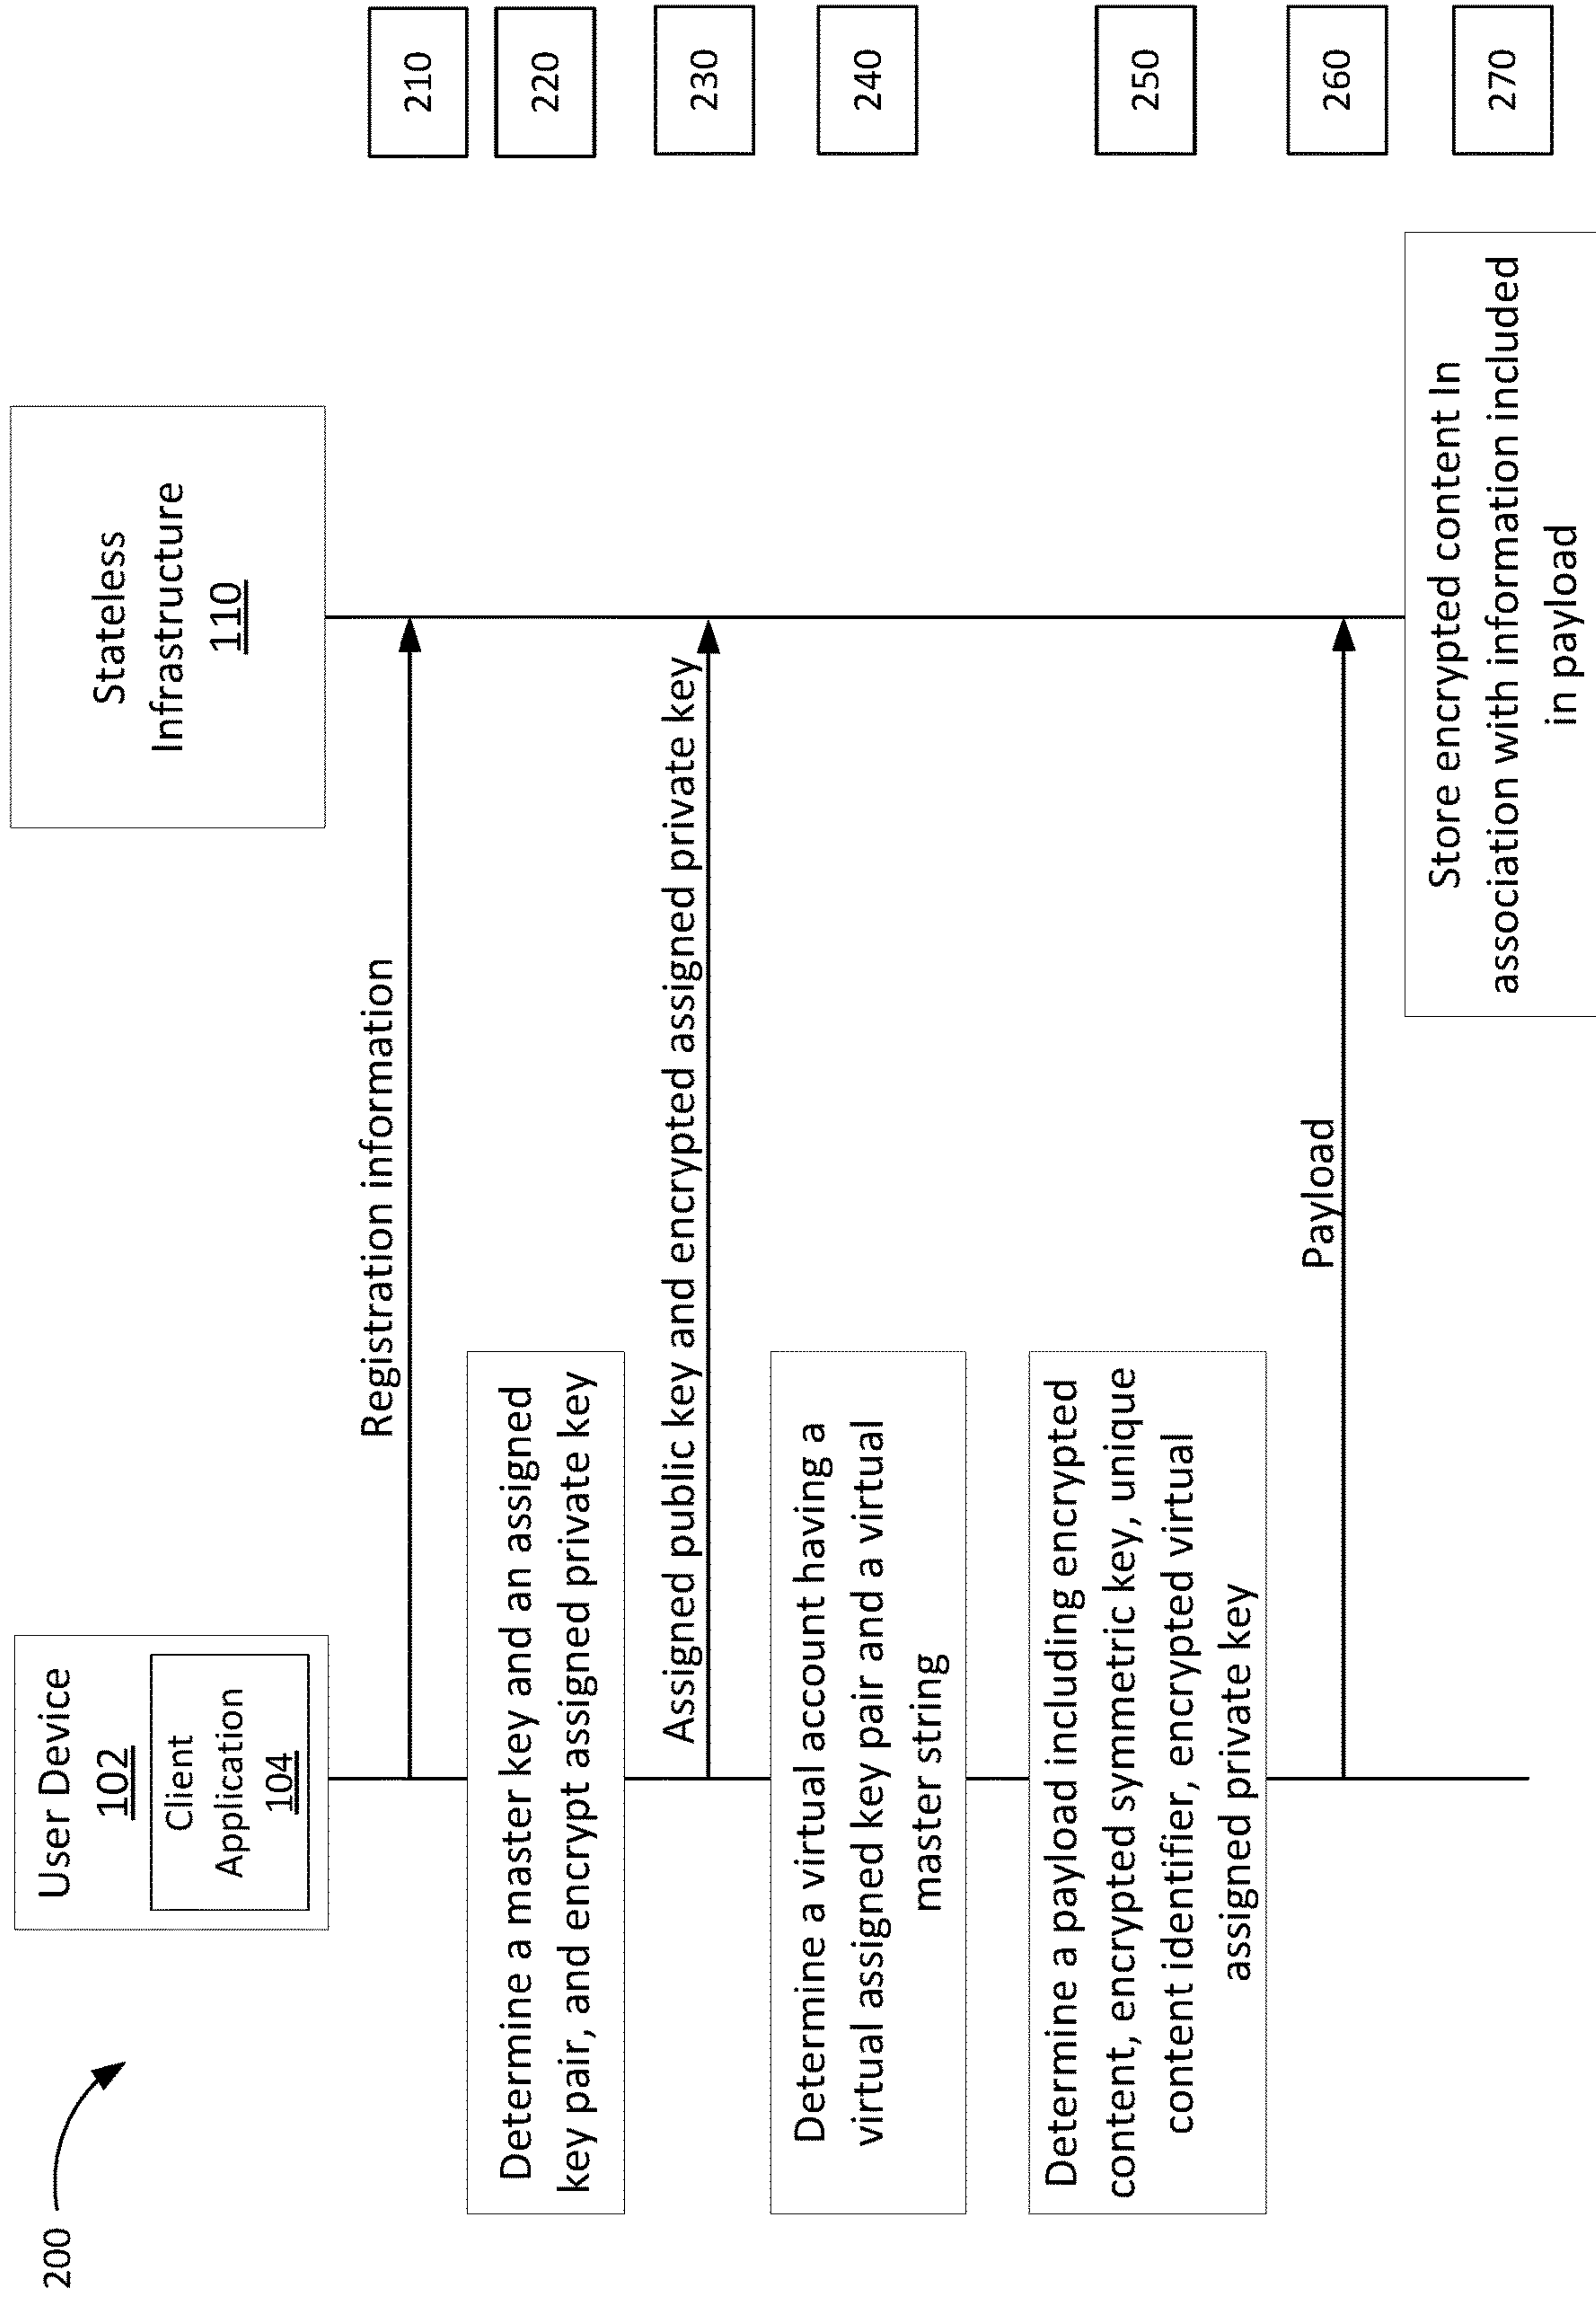 200
User Device
102
Client
Application
104
Stateless
Infrastructure
110
Registration information
210
Determine a master key and an assigned
key pair, and encrypt assigned private key
220
Assigned public key and encrypted assigned private key
230
Determine a virtual account having a
virtual assigned key pair and a virtual
master string
240
Determine a payload including encrypted
content, encrypted symmetric key, unique
content identifier, encrypted virtual
assigned private key
250
Payload
260
Store encrypted content In
association with information included
in payload
270